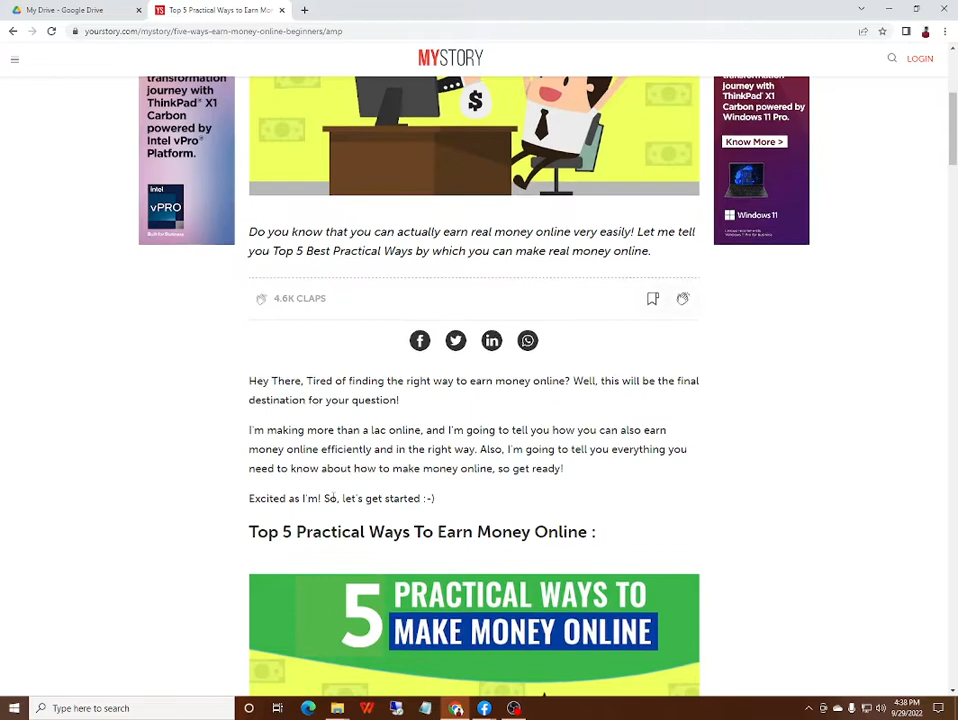 My Drive - Google Drive
Top 5 Practical Ways to Earn Mon
yourstory.com/mystory/five-ways-earn-money-online-beginners/amp
MYSTORY
LOGIN
transformation
journey with
ThinkPad® X1
Carbon
powered by
Intel vPro®
Platform.
intel
vPRO
Built for Business
$
journey with
ThinkPad X1
Carbon powered by
Windows 11 Pro.
Know More >
Windows 11
Do you know that you can actually earn real money online very easily! Let me tell
you Top 5 Best Practical Ways by which you can make real money online.
4.6K CLAPS
Hey There, Tired of finding the right way to earn money online? Well, this will be the final
destination for your question!
I'm making more than a lac online, and I'm going to tell you how you can also earn
money online efficiently and in the right way. Also, I'm going to tell you everything you
need to know about how to make money online, so get ready!
Excited as I'm! So, let's get started :-)
Top 5 Practical Ways To Earn Money Online :
5 PRACTICAL WAYS TO
MAKE MONEY ONLINE
Type here to search
4:38 PM
9/29/2022